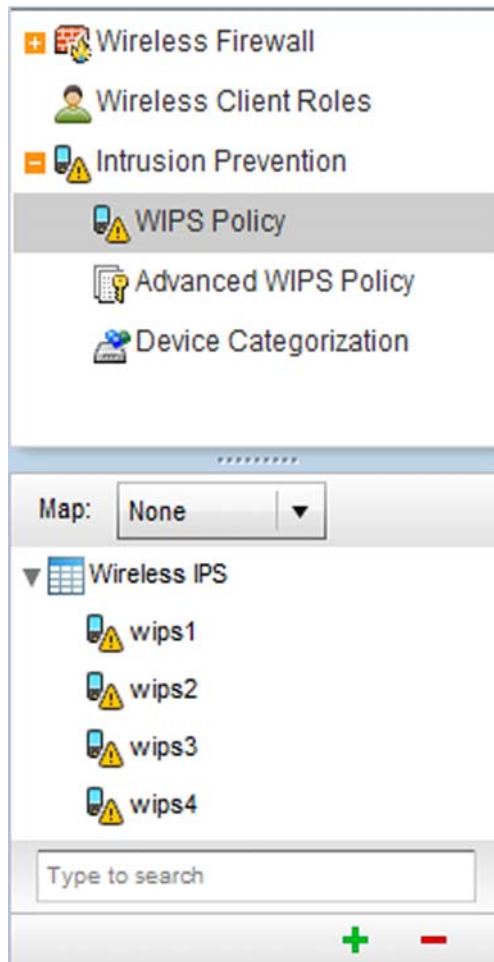 Wireless Firewall
Wireless Client Roles
Intrusion Prevention
WIPS Policy
Advanced WIPS Policy
Device Categorization
Map: None
Wireless IPS
wips1
wips2
wips3
wips4
Type to search